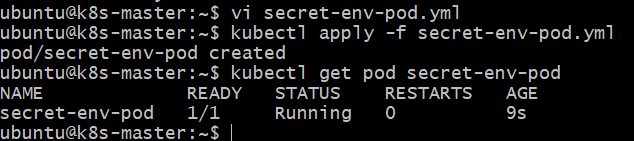 ubuntu@k8s-master:~$ vi secret-env-pod.yml
ubuntu@k8s-master:~$ kubectl apply -f secret-env-pod.yml
pod/secret-env-pod created
ubuntu@k8s-master:~$ kubectl get pod secret-env-pod
NAME             READY   STATUS    RESTARTS   AGE
secret-env-pod   1/1     Running   0          9s
ubuntu@k8s-master:~$